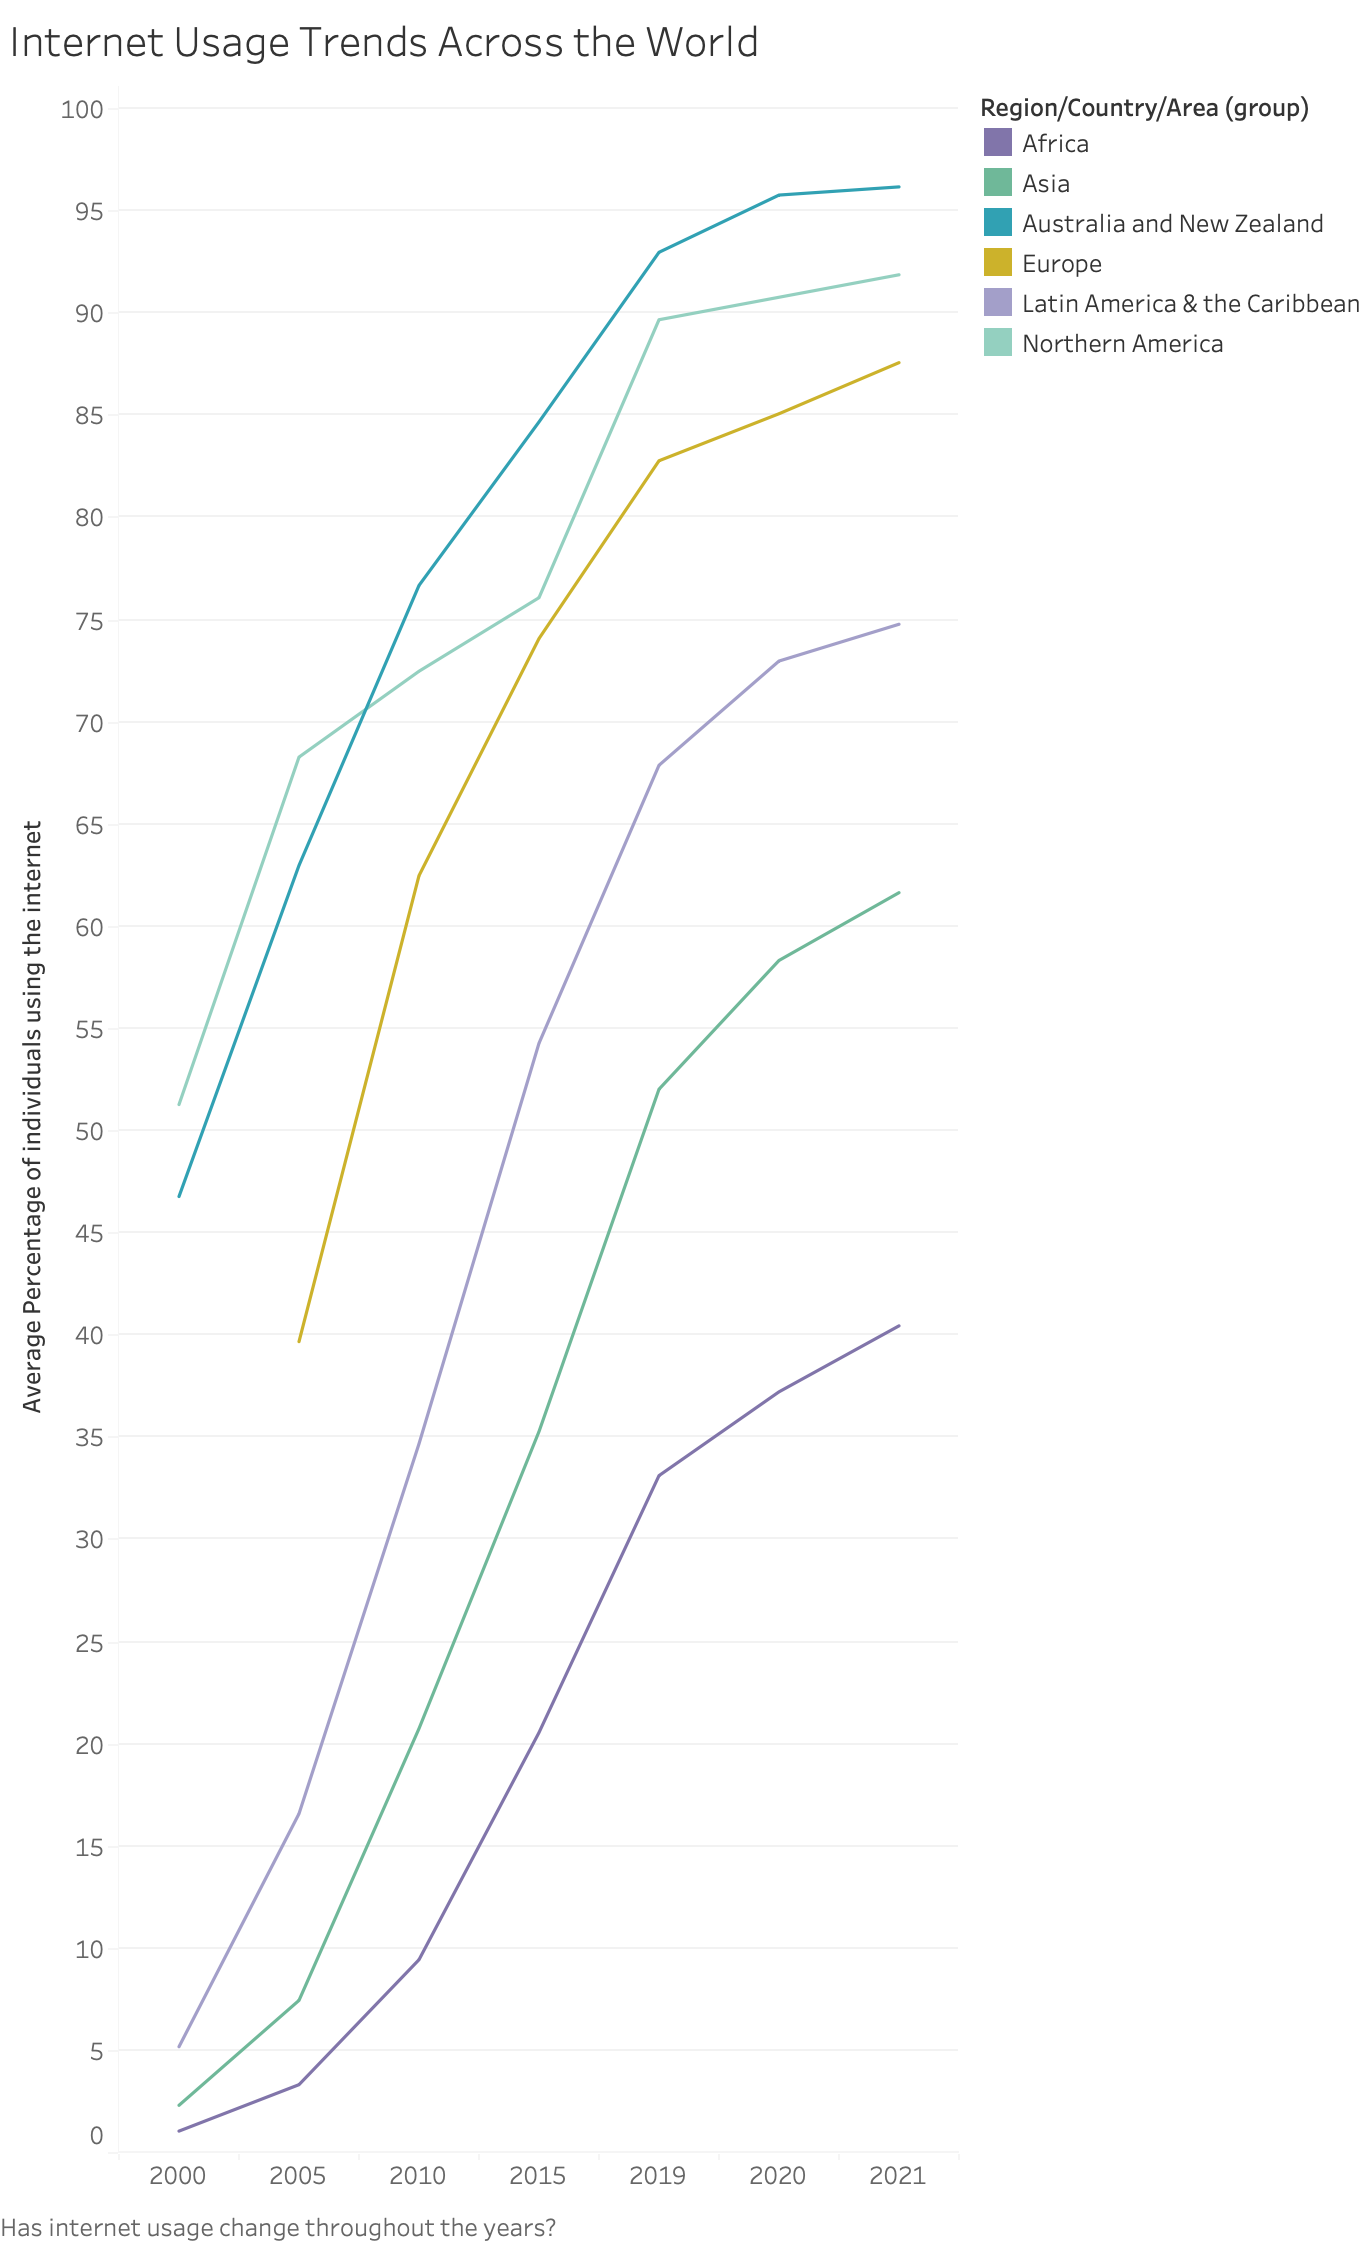 Internet Usage Trends Across the World
Region/Country/Area (group)
Africa
Asia
Australia and New Zealand
Europe
Latin America & the Caribbean
Northern America
Average Percentage of individuals using the internet
100
95
90
85
80
75
70
65
60
55
50
45
40
35
30
25
20
15
10
5
0
2000 2005 2010 2015 2019 2020 2021
Has internet usage change throughout the years?